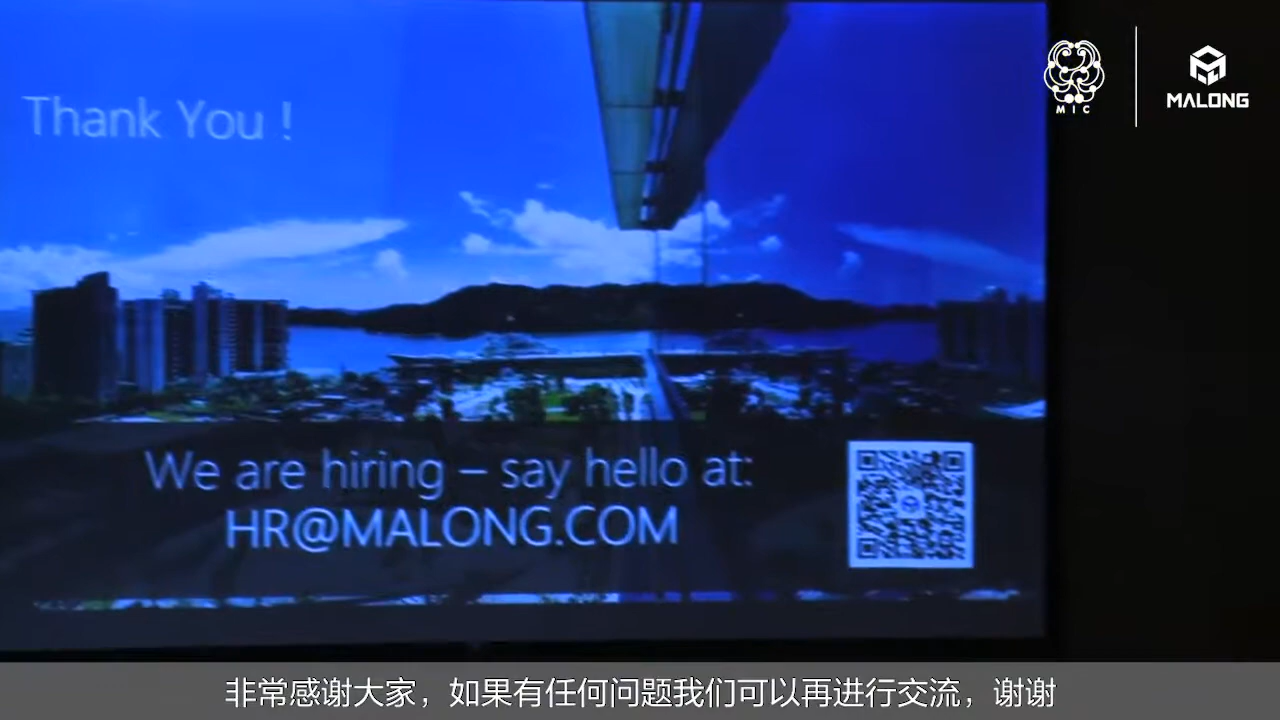 Thank You !
MIC
MALONG
We are hiring – say hello at:
HR@MALONG.COM
非常感谢大家，如果有任何问题我们可以再进行交流，谢谢